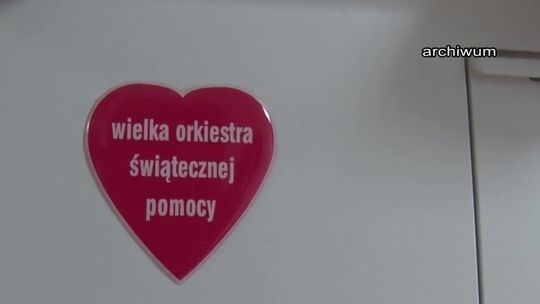 archiwum
wielka orkiestra
świątecznej
pomocy